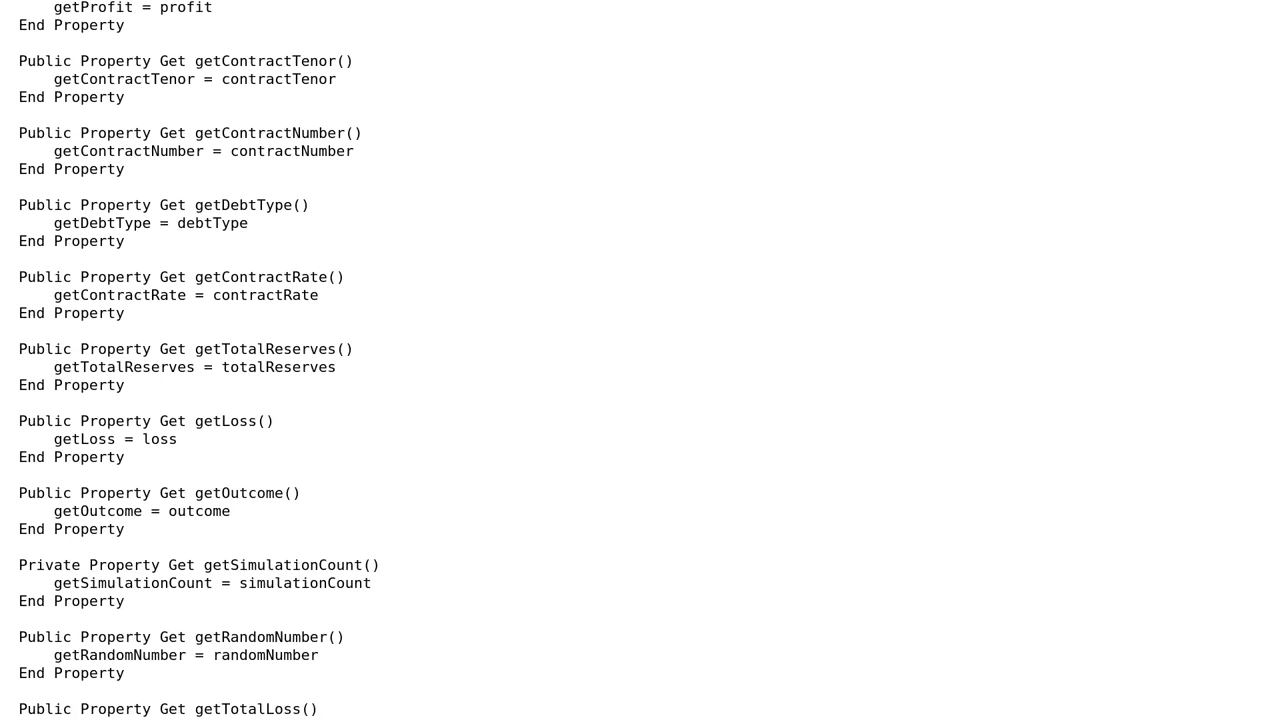 getProfit = profit
End Property

Public Property Get getContractTenor()
    getContractTenor = contractTenor
End Property

Public Property Get getContractNumber()
    getContractNumber = contractNumber
End Property

Public Property Get getDebtType()
    getDebtType = debtType
End Property

Public Property Get getContractRate()
    getContractRate = contractRate
End Property

Public Property Get getTotalReserves()
    getTotalReserves = totalReserves
End Property

Public Property Get getLoss()
    getLoss = loss
End Property

Public Property Get getOutcome()
    getOutcome = outcome
End Property

Private Property Get getSimulationCount()
    getSimulationCount = simulationCount
End Property

Public Property Get getRandomNumber()
    getRandomNumber = randomNumber
End Property

Public Property Get getTotalLoss()